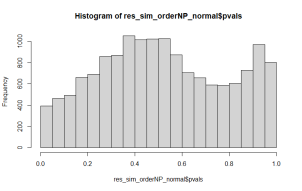 Histogram of res_sim_orderNP_normal$pvals
Frequency
0 200 400 600 800 1000
0.0 0.2 0.4 0.6 0.8 1.0
res_sim_orderNP_normal$pvals